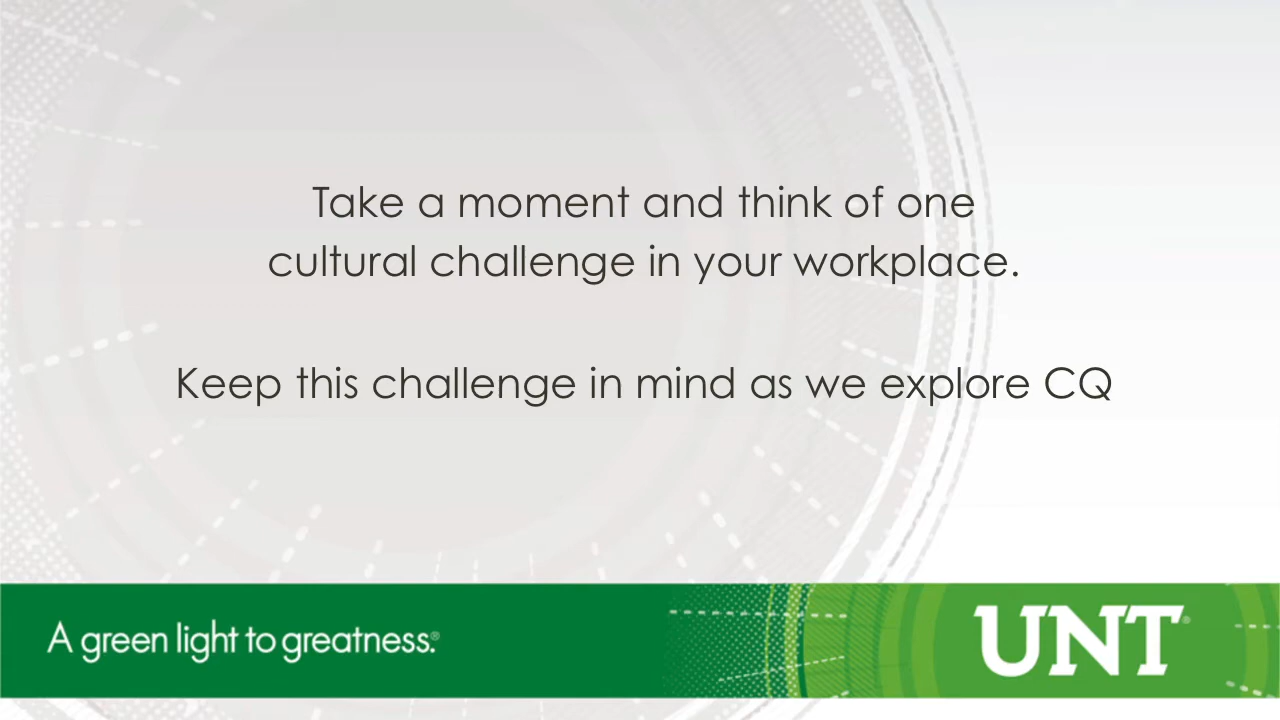 Take a moment and think of one
cultural challenge in your workplace.
Keep this challenge in mind as we explore CQ
A green light to greatness.®
UNT®